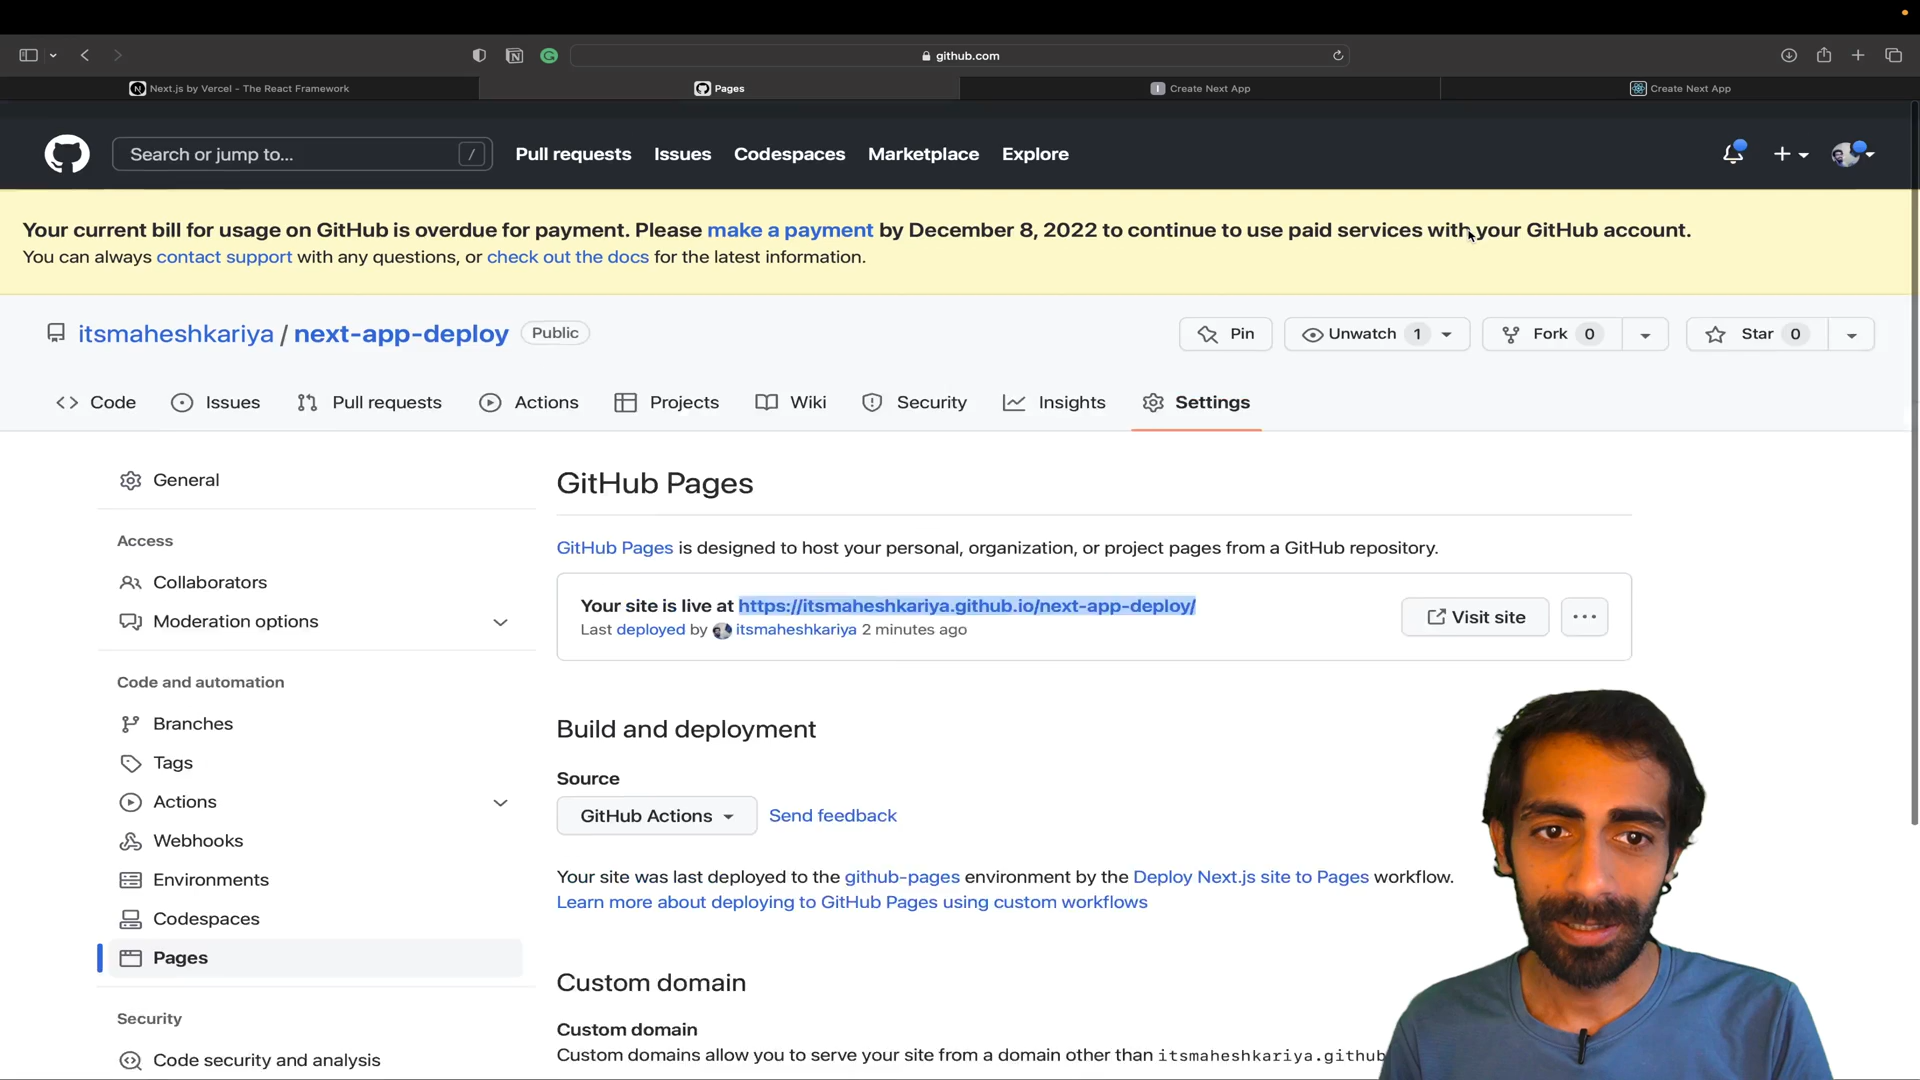 github.com
Next.js by Vercel - The React Framework
Pages
Create Next App
Create Next App
Search or jump to...
/
Pull requests
Issues
Codespaces
Marketplace
Explore
Your current bill for usage on GitHub is overdue for payment. Please make a payment by December 8, 2022 to continue to use paid services with your GitHub account.
You can always contact support with any questions, or check out the docs for the latest information.
itsmaheshkariya / next-app-deploy
Public
Pin
Unwatch 1
Fork 0
Star 0
Code
Issues
Pull requests
Actions
Projects
Wiki
Security
Insights
Settings
General
Access
Collaborators
Moderation options
Code and automation
Branches
Tags
Actions
Webhooks
Environments
Codespaces
Pages
Security
Code security and analysis
GitHub Pages
GitHub Pages is designed to host your personal, organization, or project pages from a GitHub repository.
Your site is live at https://itsmaheshkariya.github.io/next-app-deploy/
Last deployed by itsmaheshkariya 2 minutes ago
Visit site
Build and deployment
Source
GitHub Actions
Send feedback
Your site was last deployed to the github-pages environment by the Deploy Next.js site to Pages workflow.
Learn more about deploying to GitHub Pages using custom workflows
Custom domain
Custom domain
Custom domains allow you to serve your site from a domain other than itsmaheshkariya.github